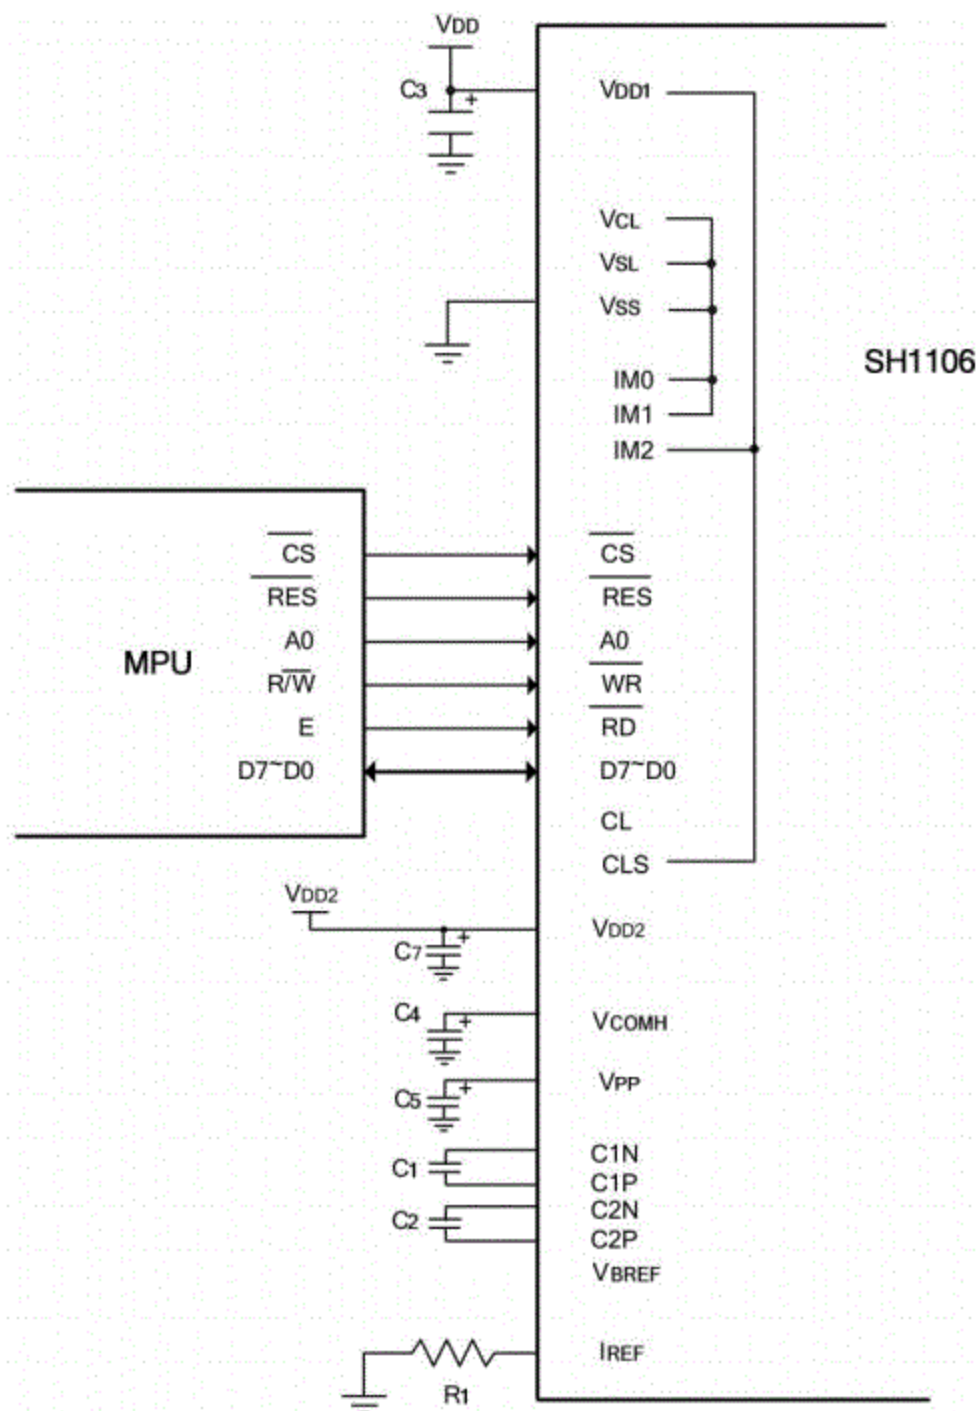 VDD
C3
+
VDD1
VCL
VSL
VSS
SH1106
IM0
IM1
IM2
CS
CS
RES
RES
A0
A0
MPU
R/W
WR
E
RD
D7~D0
D7~D0
CL
CLS
VDD2
VDD2
C7
+
C4
+
VCOMH
VPP
C5
+
C1N
C1
C1P
C2N
C2
C2P
VBREF
IREF
R1